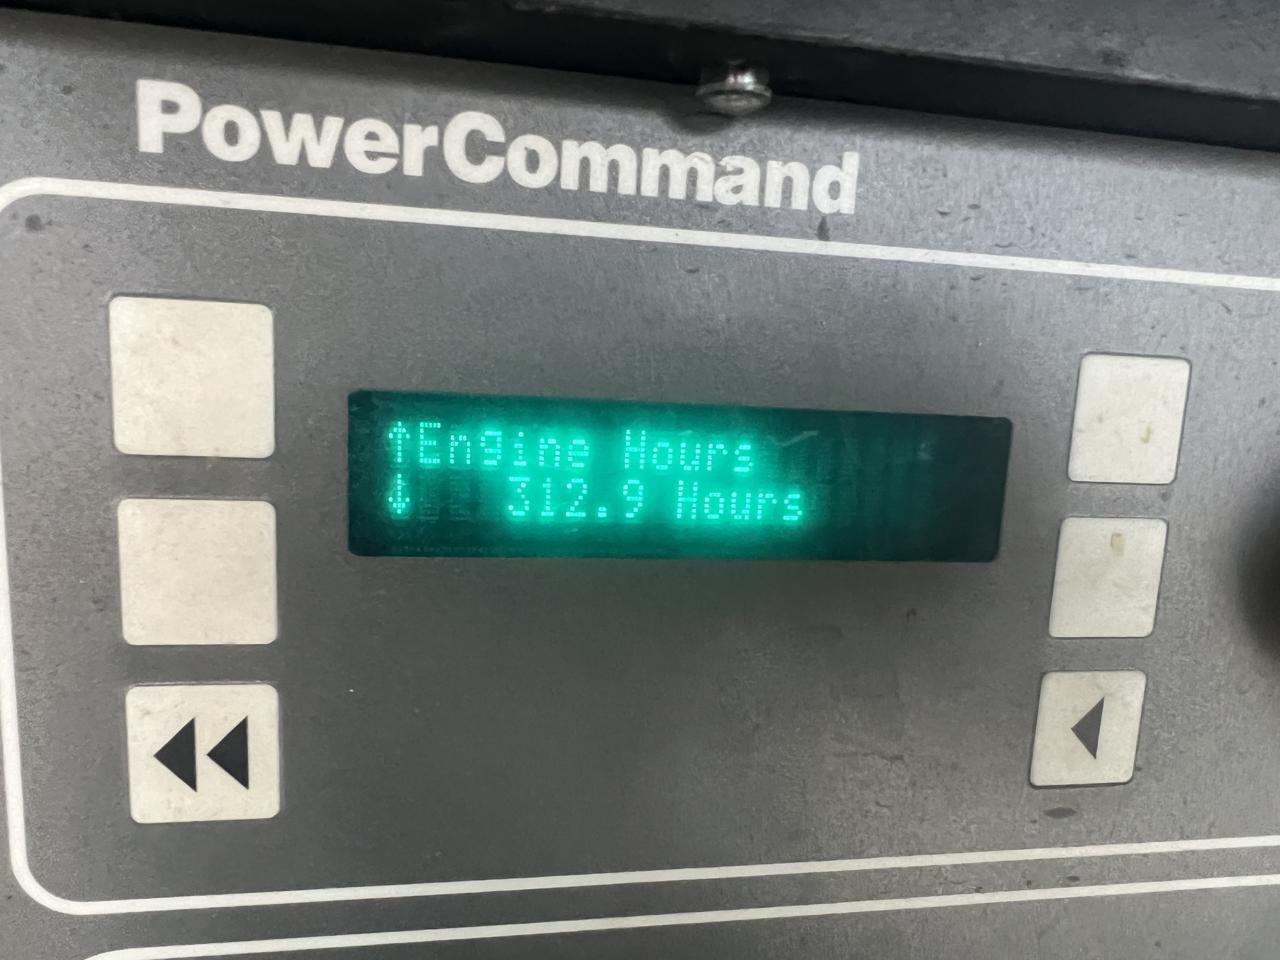 PowerCommand
↑Engine Hours
↓ 312.9 Hours